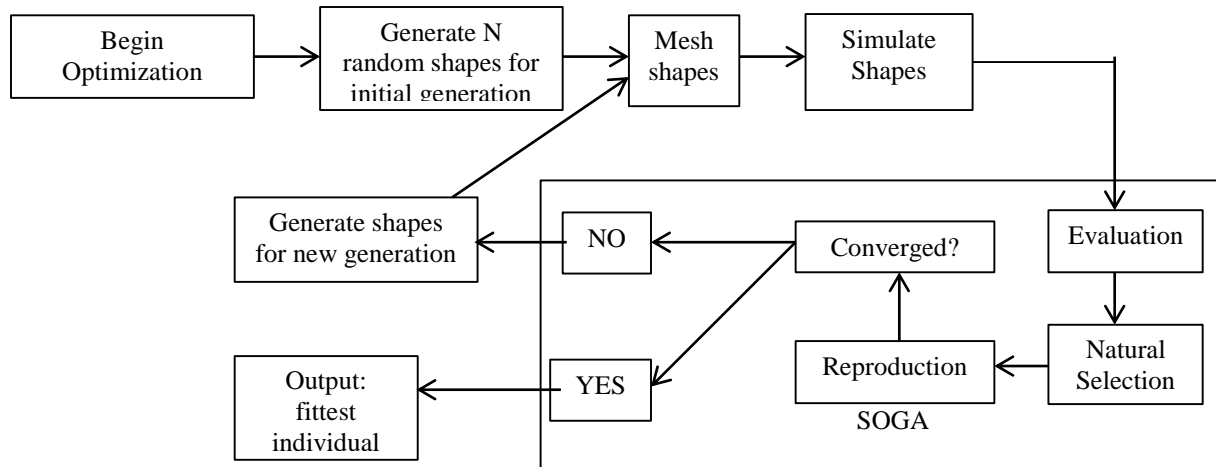 Begin
Optimization
Generate N
random shapes for
initial generation
Mesh
shapes
Simulate
Shapes
Generate shapes
for new generation
NO
Converged?
Evaluation
Output:
fittest
individual
YES
Reproduction
Natural
Selection
SOGA